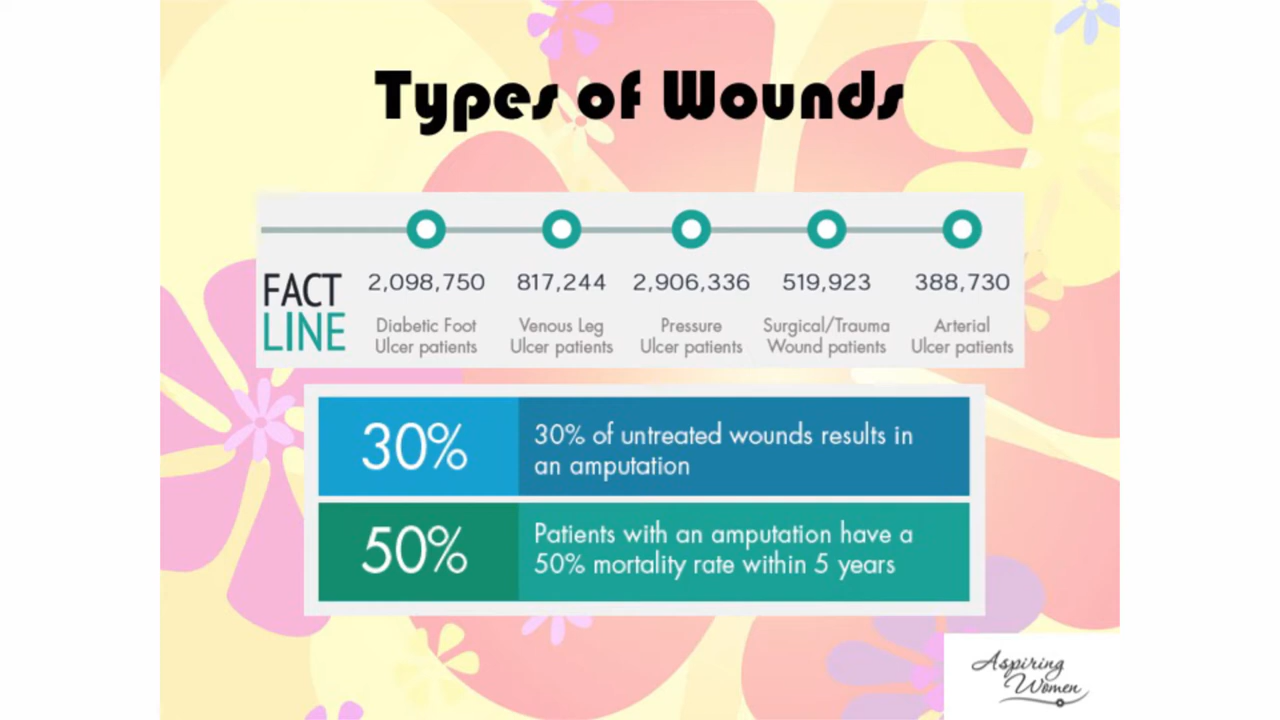 Types of Wounds
FACT
LINE
2,098,750
Diabetic Foot
Ulcer patients
817,244
Venous Leg
Ulcer patients
2,906,336
Pressure
Ulcer patients
519,923
Surgical/Trauma
Wound patients
388,730
Arterial
Ulcer patients
30%
30% of untreated wounds results in
an amputation
50%
Patients with an amputation have a
50% mortality rate within 5 years
Aspiring
Women